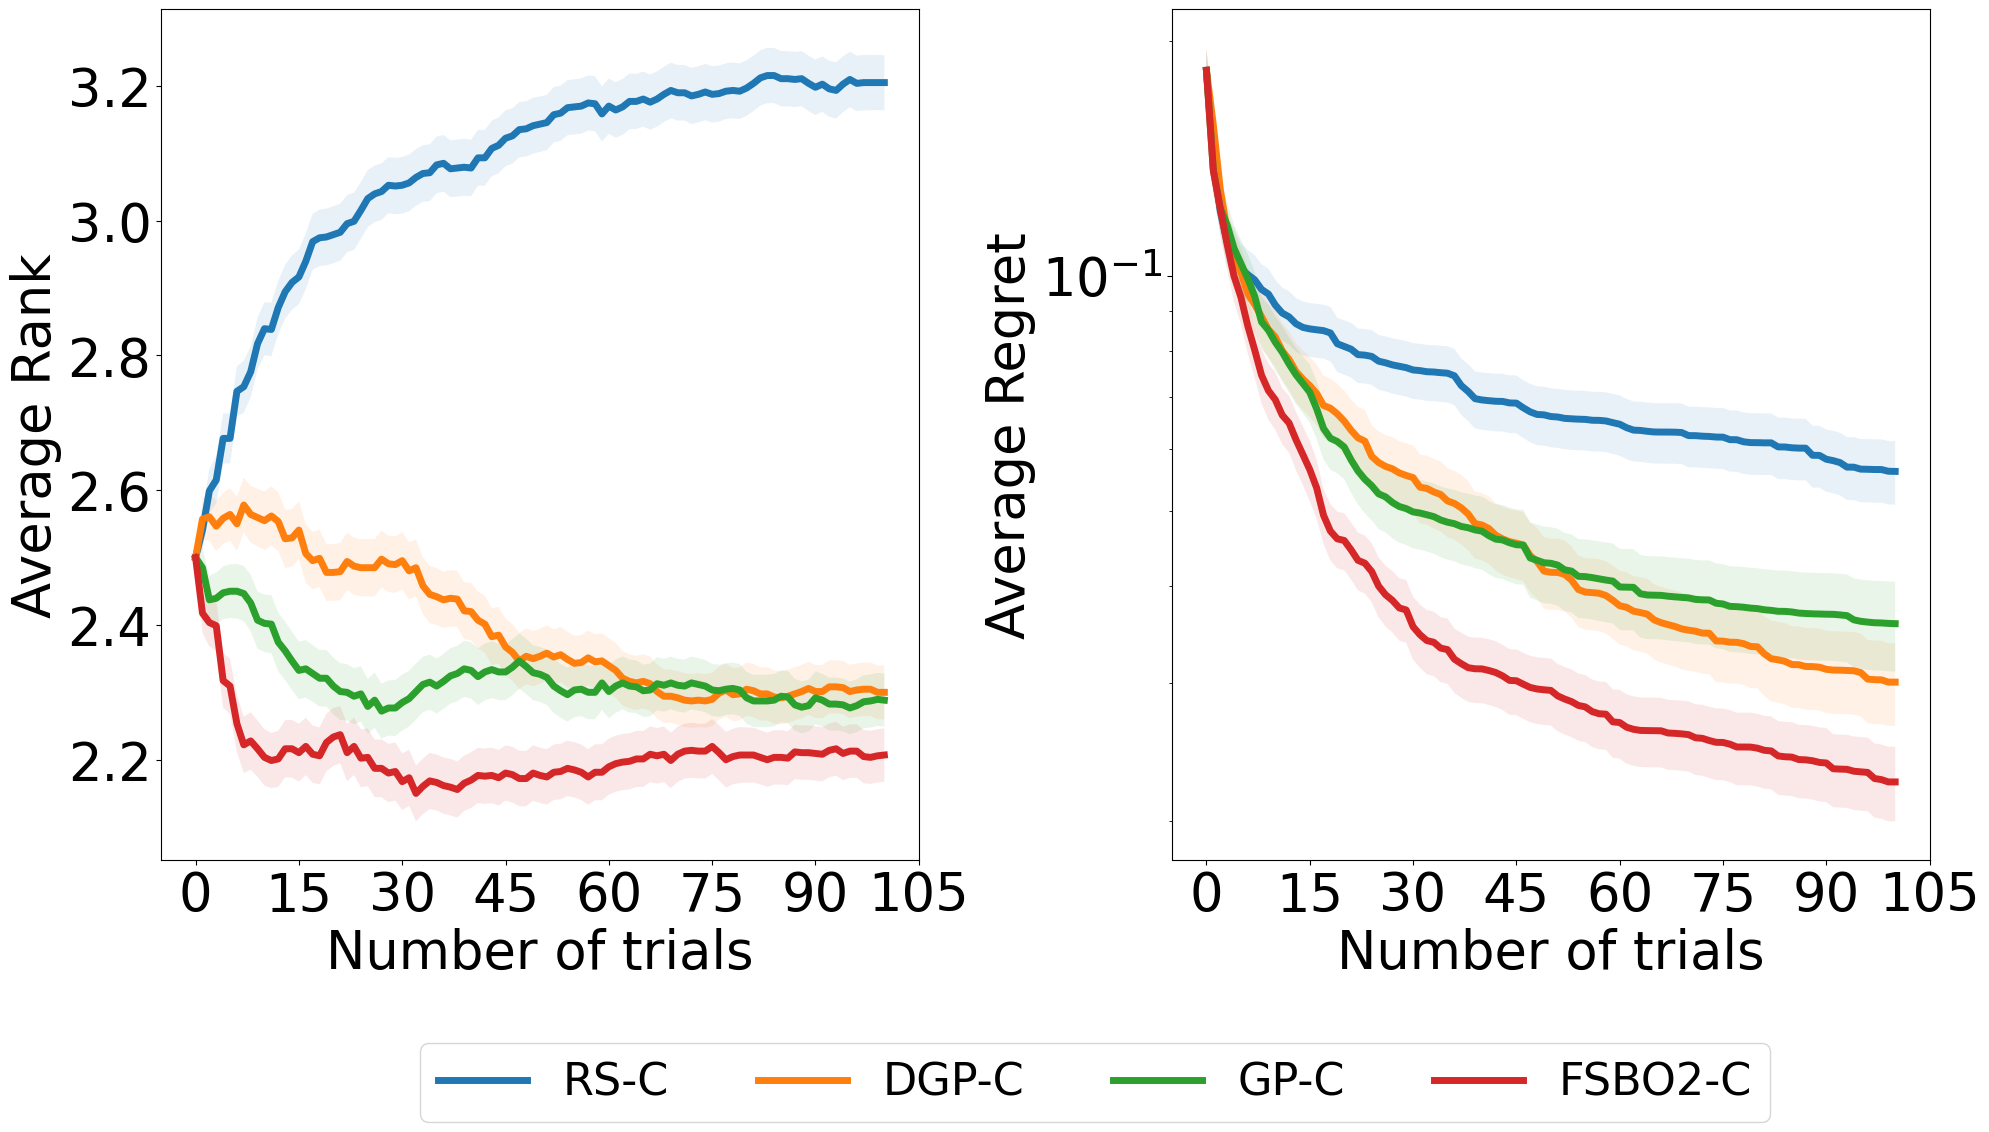 Average Rank
3.2
3.0
2.8
2.6
2.4
2.2
0 15 30 45 60 75 90 105
Number of trials
Average Regret
10⁻¹
0 15 30 45 60 75 90 105
Number of trials
RS-C DGP-C GP-C FSBO2-C